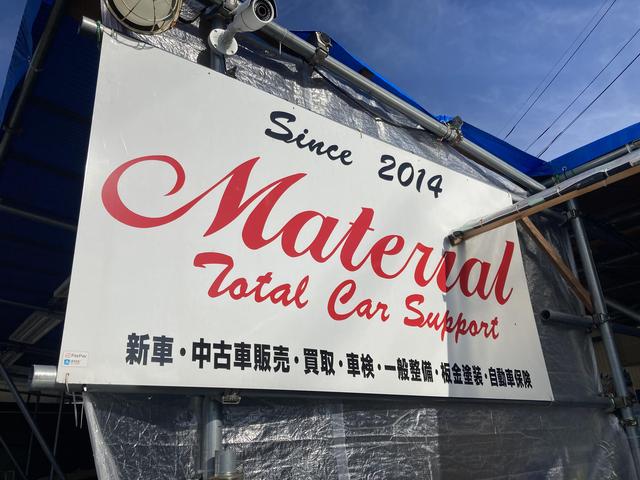 Since 2014
Material
Total Car Support
新車・中古車販売・買取・車検・一般整備・板金塗装・自動車保険
PayPay